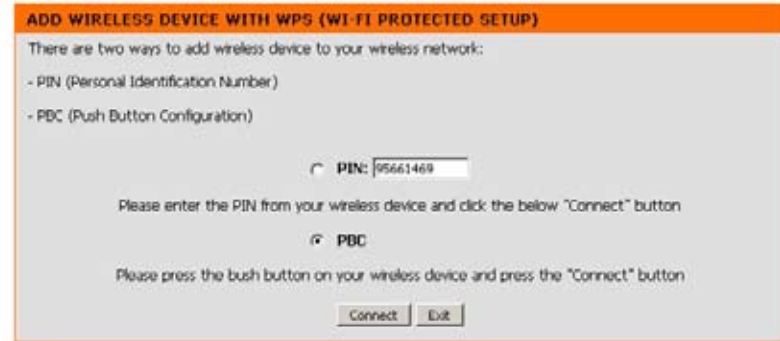 ADD WIRELESS DEVICE WITH WPS (WI-FI PROTECTED SETUP)
There are two ways to add wireless device to your wireless network:
- PIN (Personal Identification Number)
- PBC (Push Button Configuration)
PIN: 95661469
Please enter the PIN from your wireless device and click the below "Connect" button
PBC
Please press the bush button on your wireless device and press the "Connect" button
Connect Exit